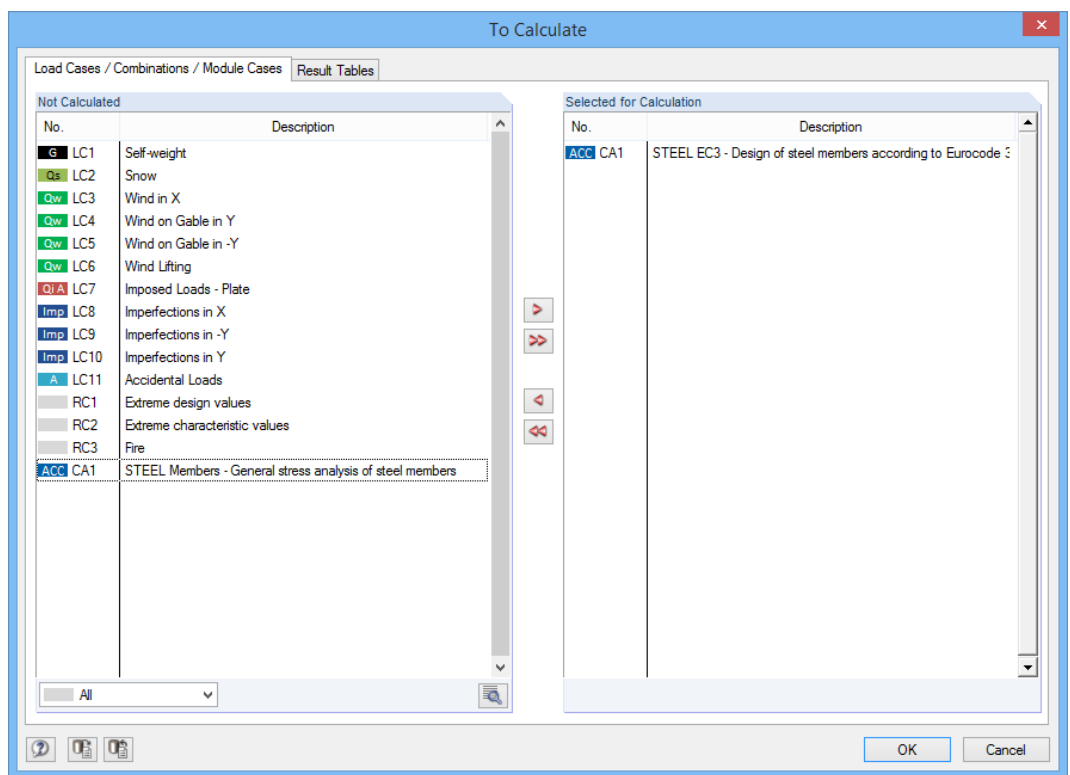 To Calculate
Load Cases / Combinations / Module Cases Result Tables
Not Calculated
No. Description
G LC1 Self-weight
Qs LC2 Snow
Qw LC3 Wind in X
Qw LC4 Wind on Gable in Y
Qw LC5 Wind on Gable in -Y
Qw LC6 Wind Lifting
Qi A LC7 Imposed Loads - Plate
Imp LC8 Imperfections in X
Imp LC9 Imperfections in -Y
Imp LC10 Imperfections in Y
A LC11 Accidental Loads
RC1 Extreme design values
RC2 Extreme characteristic values
RC3 Fire
ACC CA1 STEEL Members - General stress analysis of steel members
All
Selected for Calculation
No. Description
ACC CA1 STEEL EC3 - Design of steel members according to Eurocode 3
OK Cancel